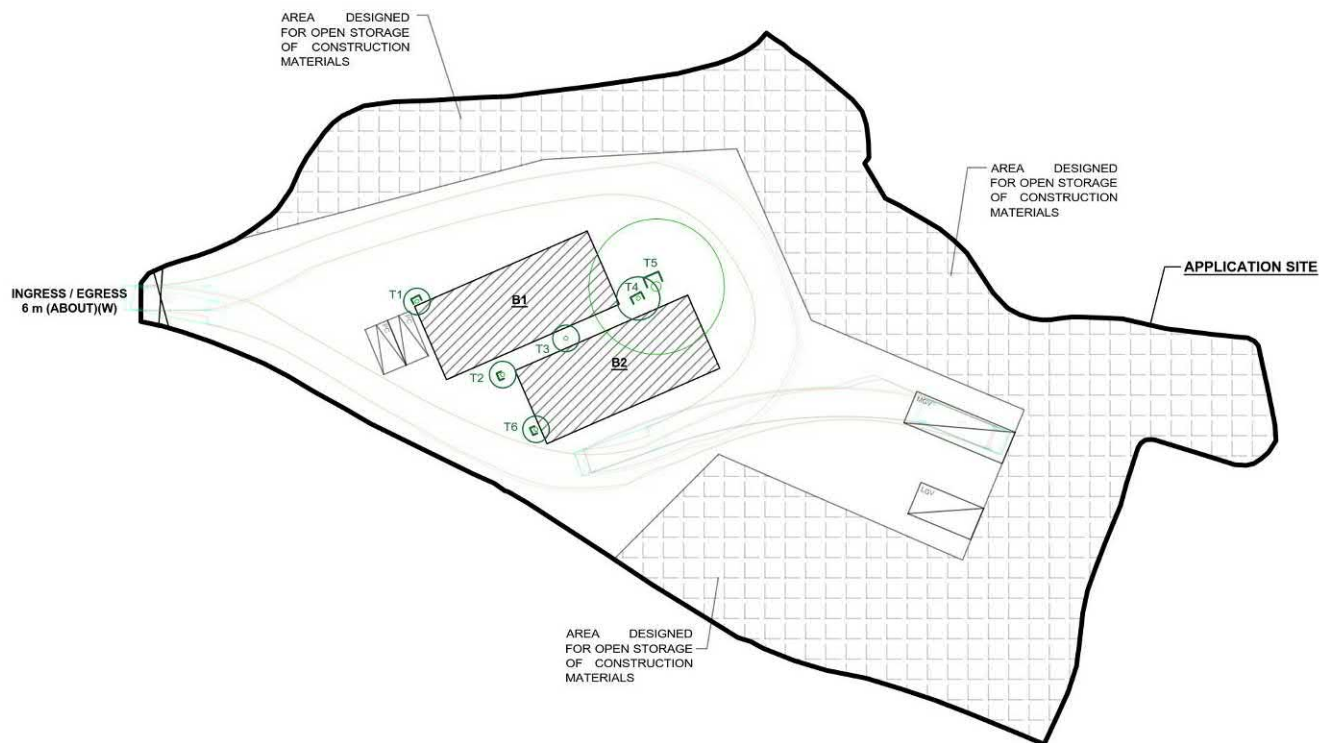 AREA DESIGNED
FOR OPEN STORAGE
OF CONSTRUCTION
MATERIALS
AREA DESIGNED
FOR OPEN STORAGE
OF CONSTRUCTION
MATERIALS
APPLICATION SITE
INGRESS / EGRESS
6 m (ABOUT)(W)
T1
B1
T5
T4
T3
T2
B2
T6
LGV
AREA DESIGNED
FOR OPEN STORAGE
OF CONSTRUCTION
MATERIALS